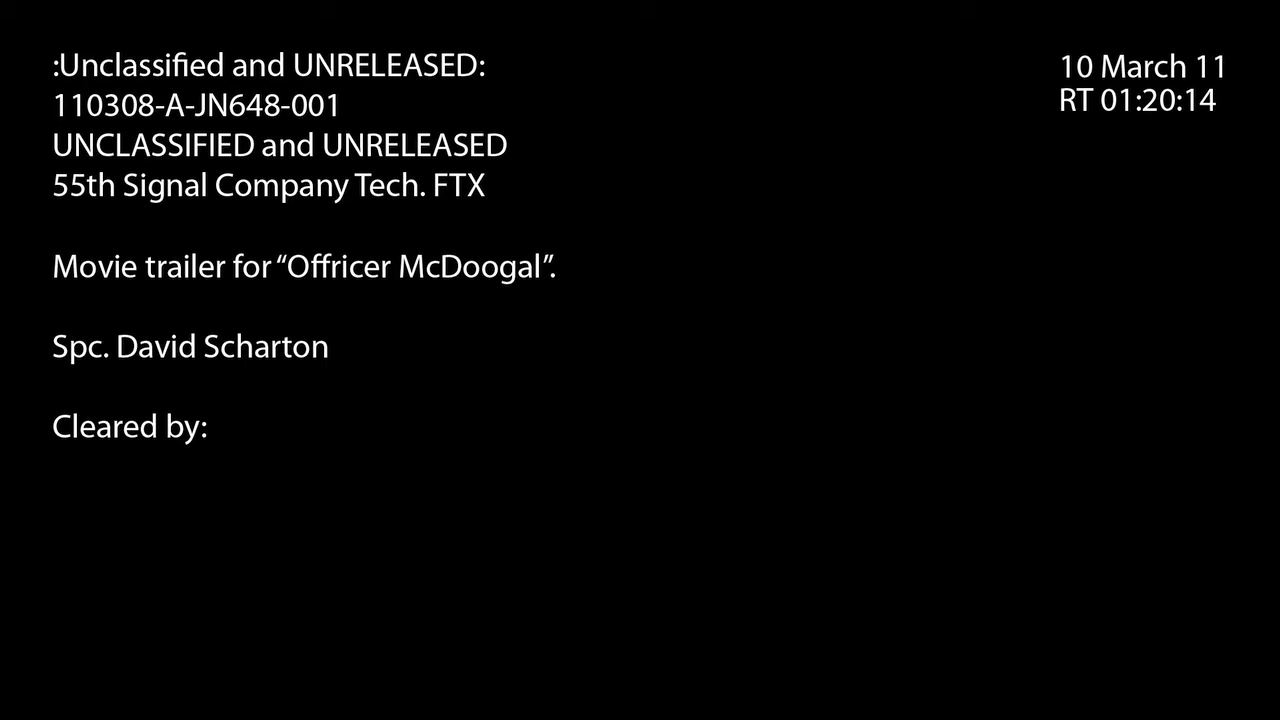 :Unclassified and UNRELEASED:
110308-A-JN648-001
UNCLASSIFIED and UNRELEASED
55th Signal Company Tech. FTX
Movie trailer for “Offricer McDoogal”.
Spc. David Scharton
Cleared by:
10 March 11
RT 01:20:14